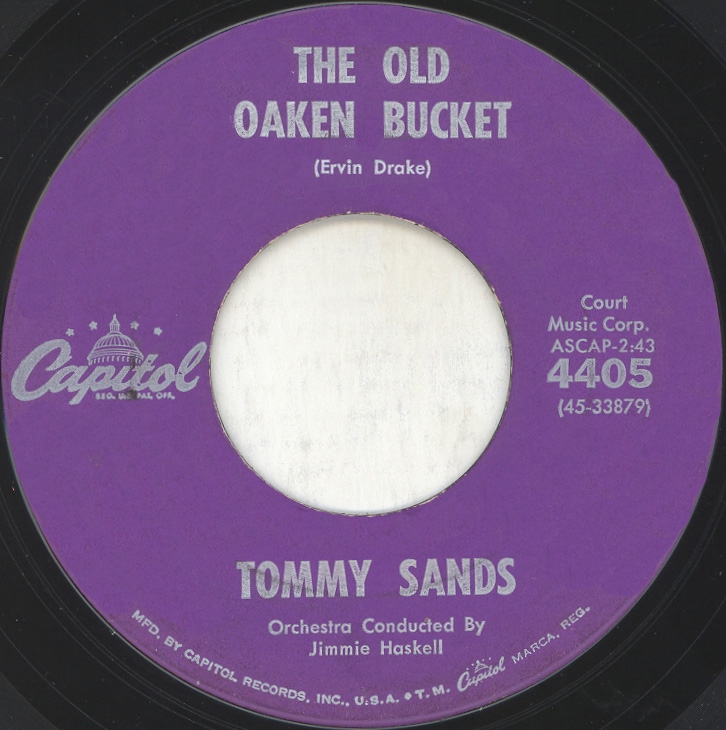 THE OLD
OAKEN BUCKET
(Ervin Drake)
Court
Music Corp.
ASCAP-2:43
4405
(45-33879)
Capitol
REG. U.S. PAT. OFF.
TOMMY SANDS
Orchestra Conducted By
Jimmie Haskell
MFD. BY CAPITOL RECORDS, INC., U.S.A. • T.M. Capitol MARCA. REG.